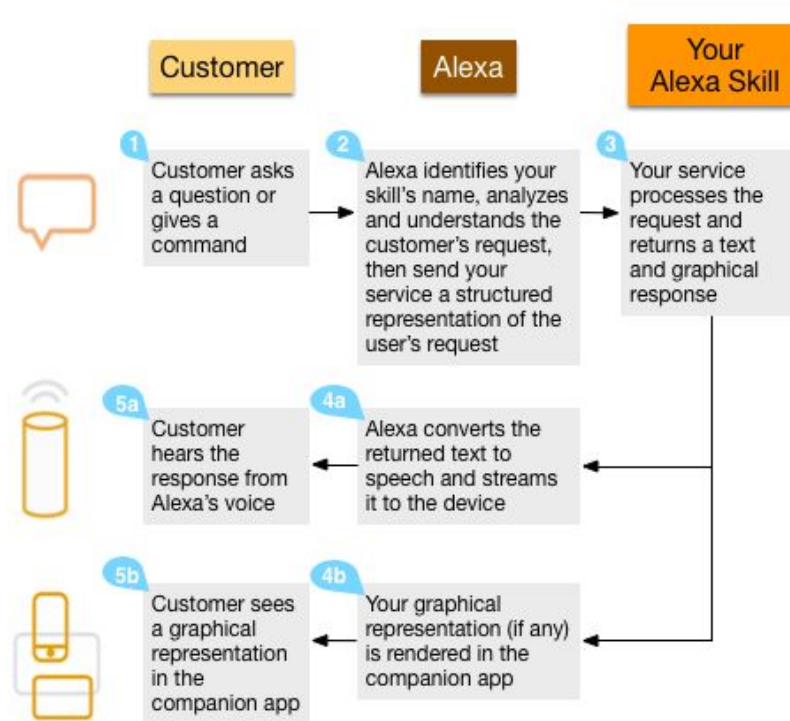 Customer
Alexa
Your
Alexa Skill
1
Customer asks
a question or
gives a
command
2
Alexa identifies your
skill's name, analyzes
and understands the
customer's request,
then send your
service a structured
representation of the
user's request
3
Your service
processes the
request and
returns a text
and graphical
response
5a
Customer
hears the
response from
Alexa's voice
4a
Alexa converts the
returned text to
speech and streams
it to the device
5b
Customer sees
a graphical
representation
in the
companion app
4b
Your graphical
representation (if any)
is rendered in the
companion app